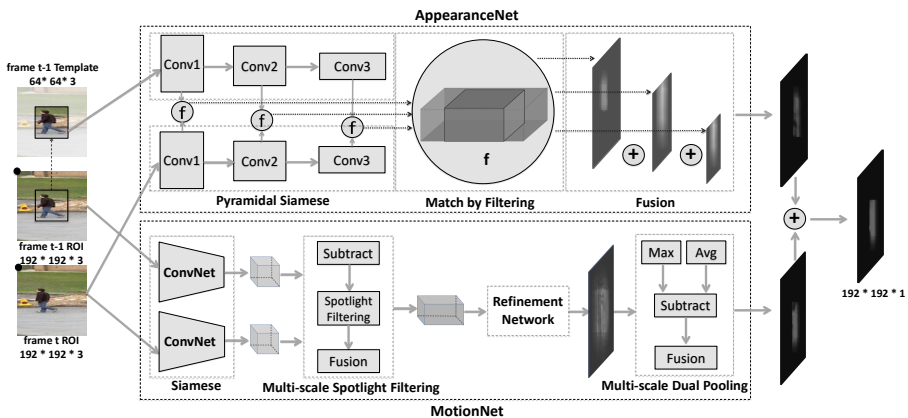 AppearanceNet
frame t-1 Template
64* 64* 3
Conv1
Conv2
Conv3
f
f
f
Conv1
Conv2
Conv3
Pyramidal Siamese
f
Match by Filtering
+
+
Fusion
frame t-1 ROI
192 * 192 * 3
frame t ROI
192 * 192 * 3
ConvNet
ConvNet
Siamese
Subtract
Spotlight
Filtering
Fusion
Multi-scale Spotlight Filtering
Refinement
Network
Max
Avg
Subtract
Fusion
Multi-scale Dual Pooling
MotionNet
+
192 * 192 * 1